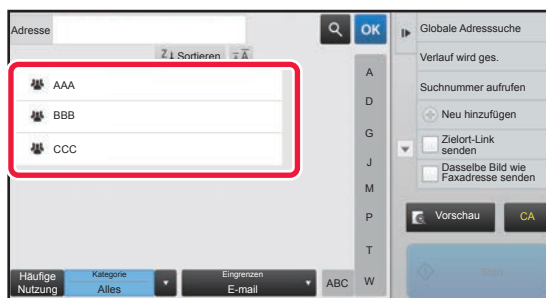 Adresse
OK
Sortieren
AAA
BBB
CCC
A
D
G
J
M
P
T
W
Häufige
Nutzung
Kategorie
Alles
Eingrenzen
E-mail
ABC
Globale Adresssuche
Verlauf wird ges.
Suchnummer aufrufen
Neu hinzufügen
Zielort-Link
senden
Dasselbe Bild wie
Faxadresse senden
Vorschau
CA
Start